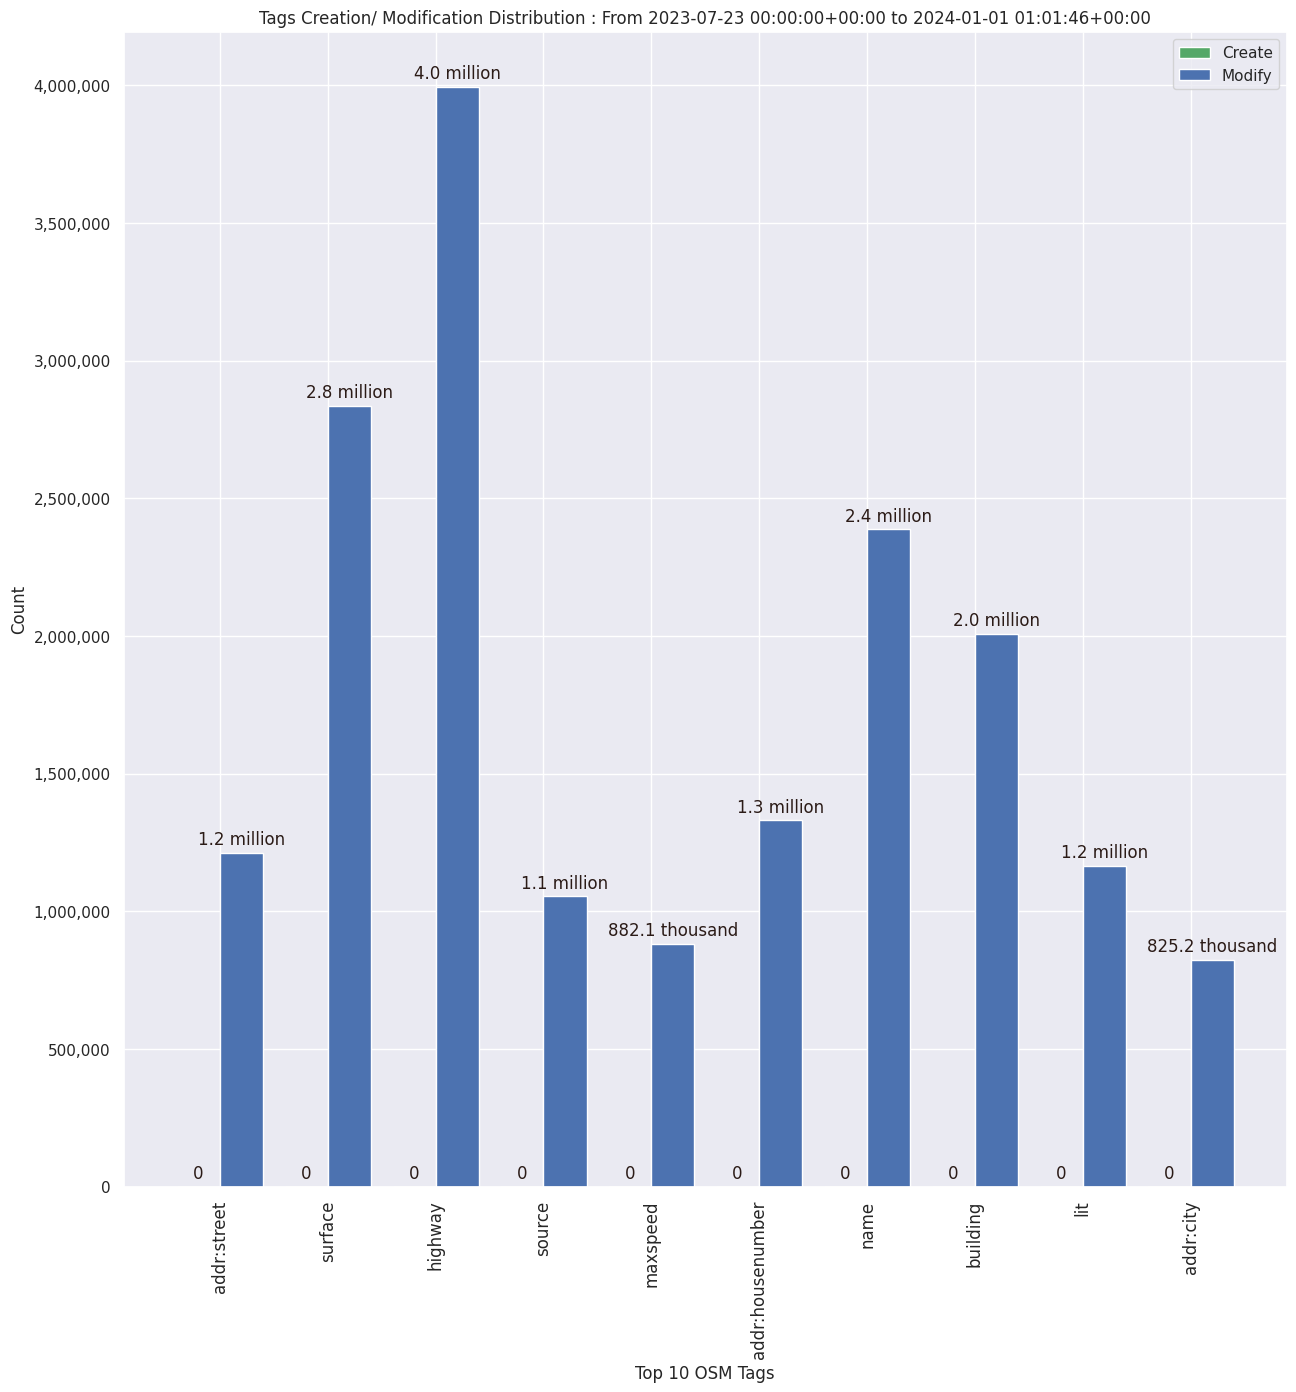 Tags Creation/ Modification Distribution : From 2023-07-23 00:00:00+00:00 to 2024-01-01 01:01:46+00:00
Create
Modify
4.0 million
4,000,000
3,500,000
3,000,000
2.8 million
2,500,000
2.4 million
2,000,000
2.0 million
1,500,000
1.3 million
1.2 million
1.2 million
1.1 million
1,000,000
882.1 thousand
825.2 thousand
500,000
0
0 0 0 0 0 0 0 0 0 0
Count
addr:street
surface
highway
source
maxspeed
addr:housenumber
name
building
lit
addr:city
Top 10 OSM Tags